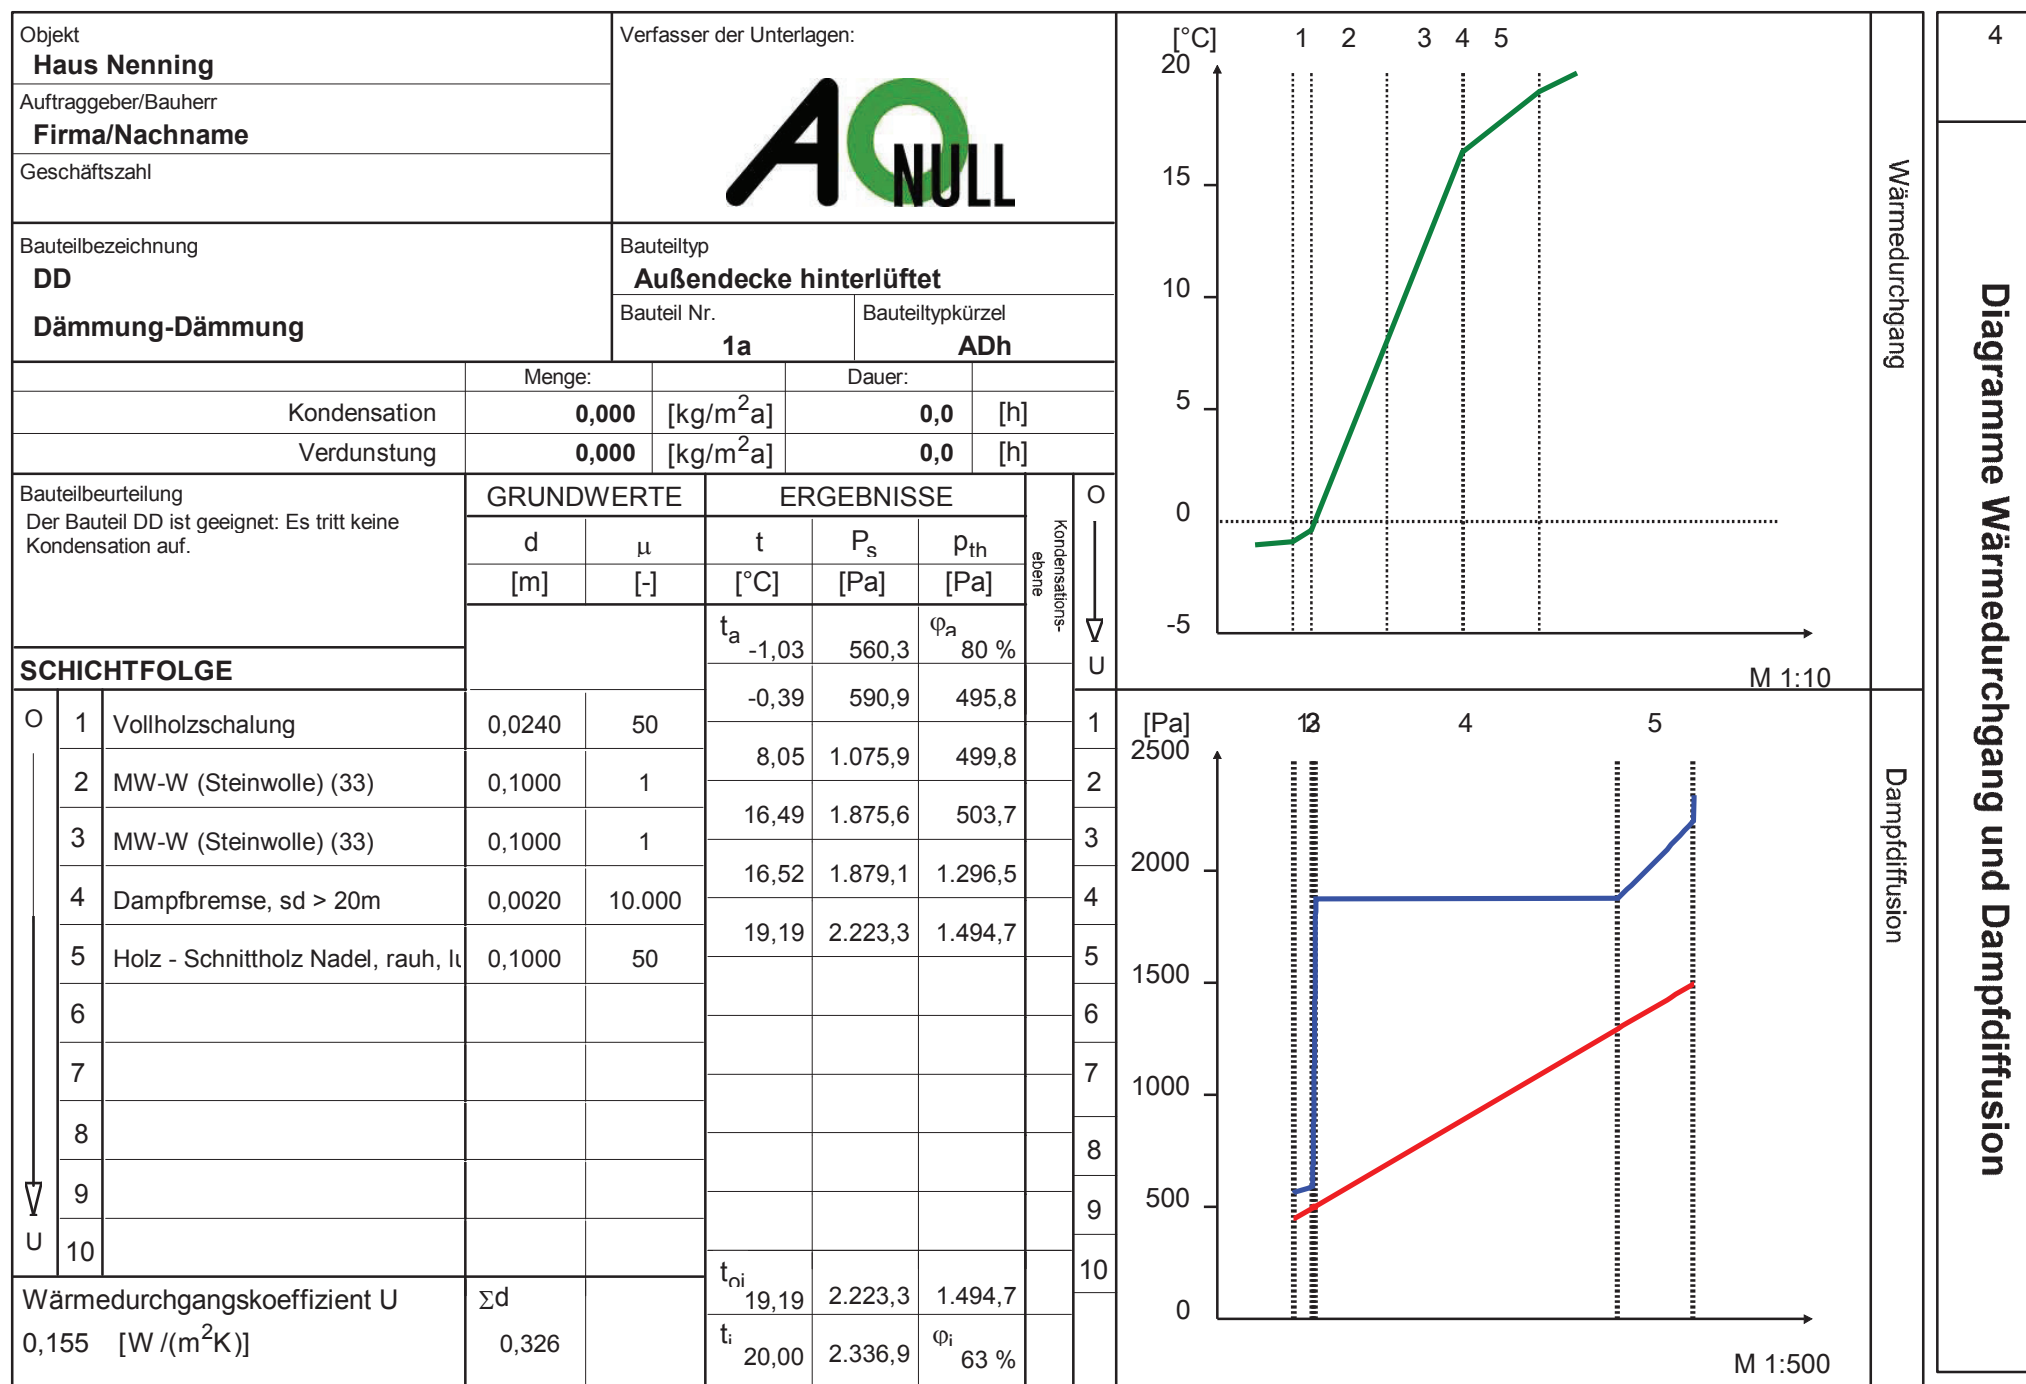 Objekt
Haus Nenning
Auftraggeber/Bauherr
Firma/Nachname
Geschäftszahl
Verfasser der Unterlagen:
AO NULL
Bauteilbezeichnung
DD
Dämmung-Dämmung
Bauteiltyp
Außendecke hinterlüftet
Bauteil Nr.
1a
Bauteiltypkürzel
ADh
Menge: Dauer:
Kondensation 0,000 [kg/m²a] 0,0 [h]
Verdunstung 0,000 [kg/m²a] 0,0 [h]
Bauteilbeurteilung
Der Bauteil DD ist geeignet: Es tritt keine
Kondensation auf.
GRUNDWERTE ERGEBNISSE
d μ t Ps pth
[m] [-] [°C] [Pa] [Pa]
Kondensations-
ebene
O
U
ta -1,03 560,3 φa 80 %
SCHICHTFOLGE
-0,39 590,9 495,8
O 1 Vollholzschalung 0,0240 50 1
8,05 1.075,9 499,8
2 MW-W (Steinwolle) (33) 0,1000 1 2
16,49 1.875,6 503,7
3 MW-W (Steinwolle) (33) 0,1000 1 3
16,52 1.879,1 1.296,5
4 Dampfbremse, sd > 20m 0,0020 10.000 4
19,19 2.223,3 1.494,7
5 Holz - Schnittholz Nadel, rauh, lu 0,1000 50 5
6 6
7 7
8 8
9 9
U 10 10
Wärmedurchgangskoeffizient U
0,155 [W /(m²K)]
Σd
0,326
toi 19,19 2.223,3 1.494,7
ti 20,00 2.336,9 φi 63 %
[°C] 1 2 3 4 5
20
15
10
5
0
-5
M 1:10
Wärmedurchgang
[Pa] 1 2 3 4 5
2500
2000
1500
1000
500
0
M 1:500
Dampfdiffusion
4
Diagramme Wärmedurchgang und Dampfdiffusion